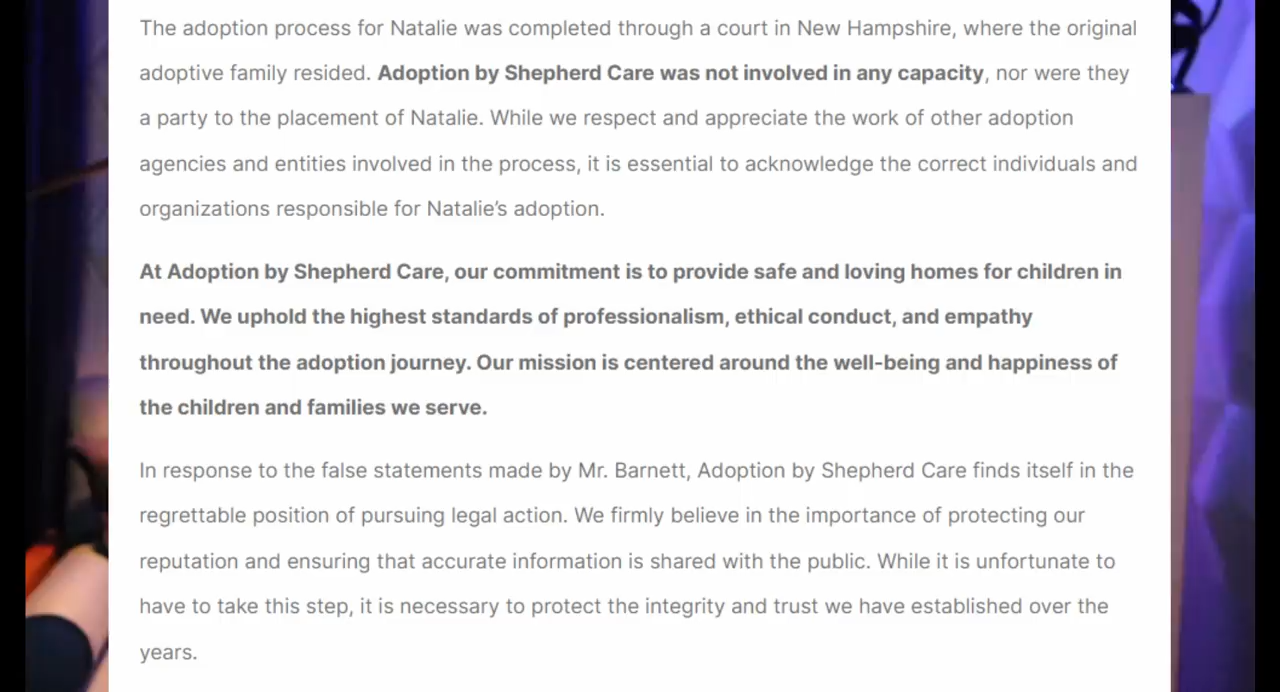 The adoption process for Natalie was completed through a court in New Hampshire, where the original
adoptive family resided. Adoption by Shepherd Care was not involved in any capacity, nor were they
a party to the placement of Natalie. While we respect and appreciate the work of other adoption
agencies and entities involved in the process, it is essential to acknowledge the correct individuals and
organizations responsible for Natalie’s adoption.
At Adoption by Shepherd Care, our commitment is to provide safe and loving homes for children in
need. We uphold the highest standards of professionalism, ethical conduct, and empathy
throughout the adoption journey. Our mission is centered around the well-being and happiness of
the children and families we serve.
In response to the false statements made by Mr. Barnett, Adoption by Shepherd Care finds itself in the
regrettable position of pursuing legal action. We firmly believe in the importance of protecting our
reputation and ensuring that accurate information is shared with the public. While it is unfortunate to
have to take this step, it is necessary to protect the integrity and trust we have established over the
years.